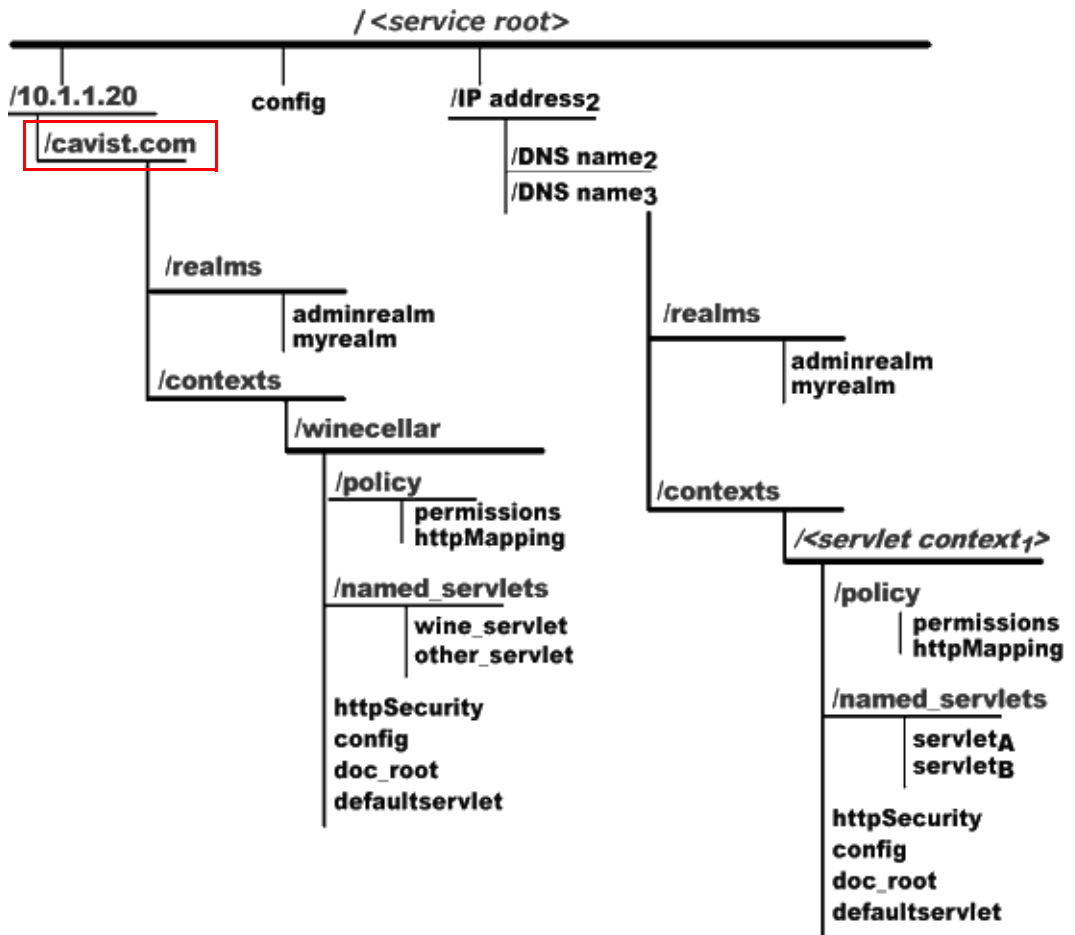 /<service root>
/10.1.1.20
config
/IP address2
/cavist.com
/DNS name2
/DNS name3
/realms
adminrealm
myrealm
/contexts
/winecellar
/policy
permissions
httpMapping
/named_servlets
wine_servlet
other_servlet
httpSecurity
config
doc_root
defaultservlet
/realms
adminrealm
myrealm
/contexts
/<servlet context1>
/policy
permissions
httpMapping
/named_servlets
servletA
servletB
httpSecurity
config
doc_root
defaultservlet